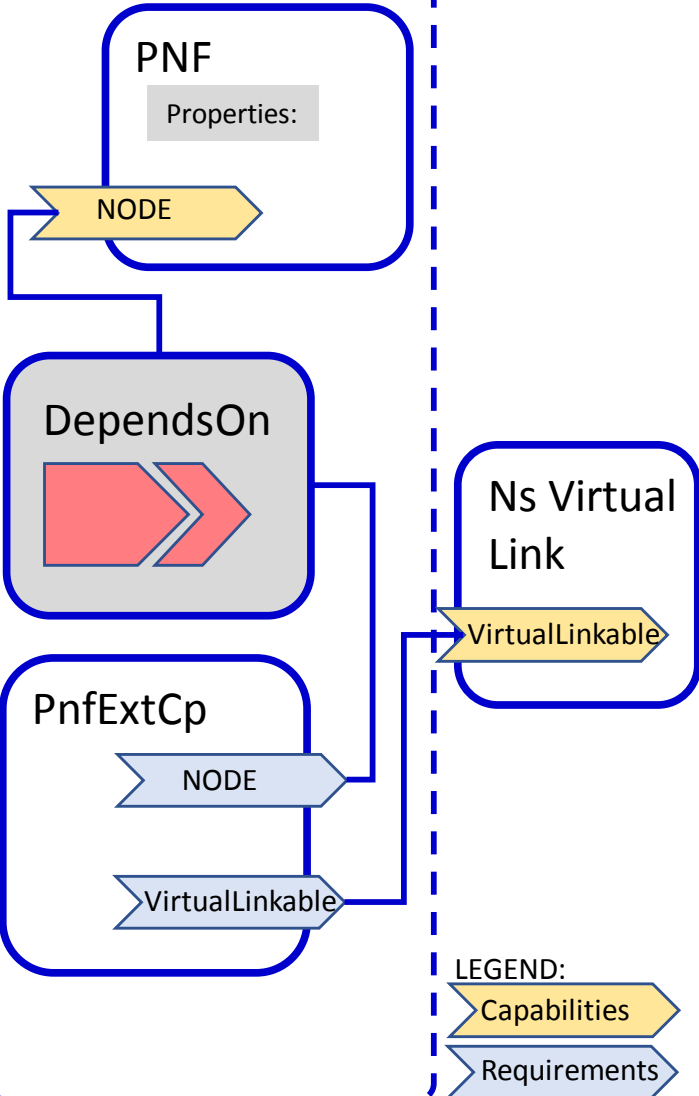 PNF
Properties:
NODE
DependsOn
Ns Virtual
Link
VirtualLinkable
PnfExtCp
NODE
VirtualLinkable
LEGEND:
Capabilities
Requirements